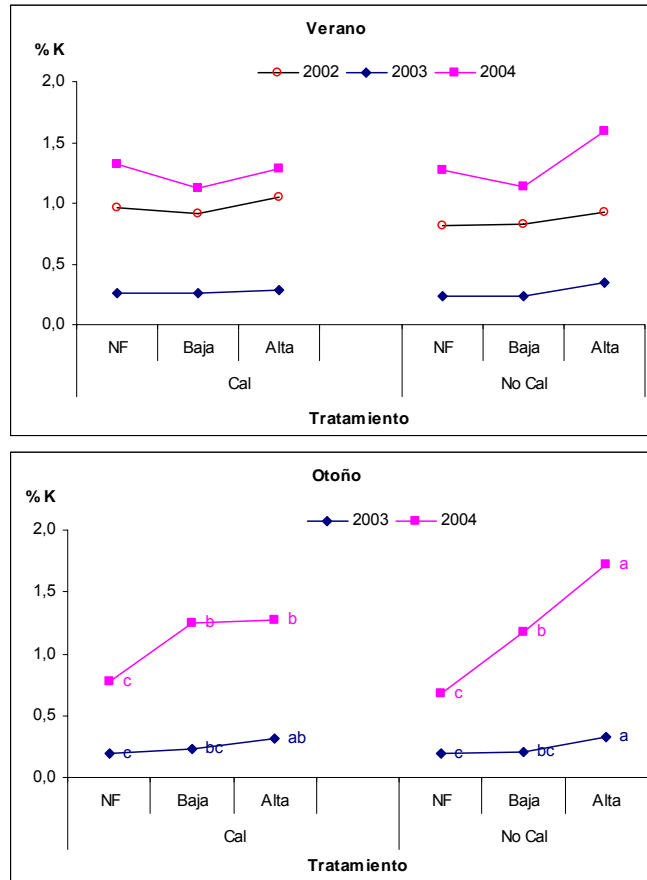 Verano
% K
2002 2003 2004
2,0
1,5
1,0
0,5
0,0
NF Baja Alta NF Baja Alta
Cal No Cal
Tratamiento
Otoño
% K
2003 2004
2,0
1,5
1,0
0,5
0,0
a
b b b
c c
c bc ab c bc a
NF Baja Alta NF Baja Alta
Cal No Cal
Tratamiento